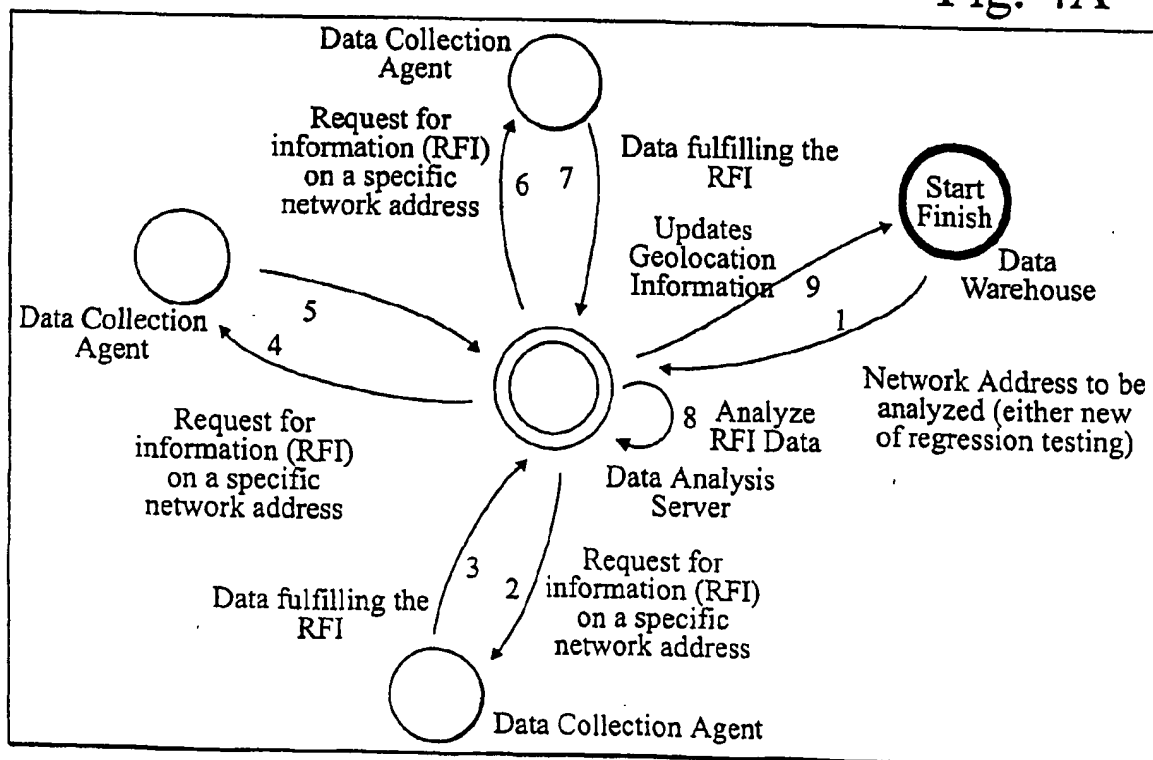 Fig. 4A
Data Collection
Agent
Request for
information (RFI)
on a specific
network address
6
7
Data fulfilling the
RFI
Start
Finish
Data
Warehouse
Updates
Geolocation
Information
9
1
Data Collection
Agent
5
4
Network Address to be
analyzed (either new
of regression testing)
8
Analyze
RFI Data
Data Analysis
Server
Request for
information (RFI)
on a specific
network address
3
2
Data fulfilling the
RFI
Request for
information (RFI)
on a specific
network address
Data Collection Agent